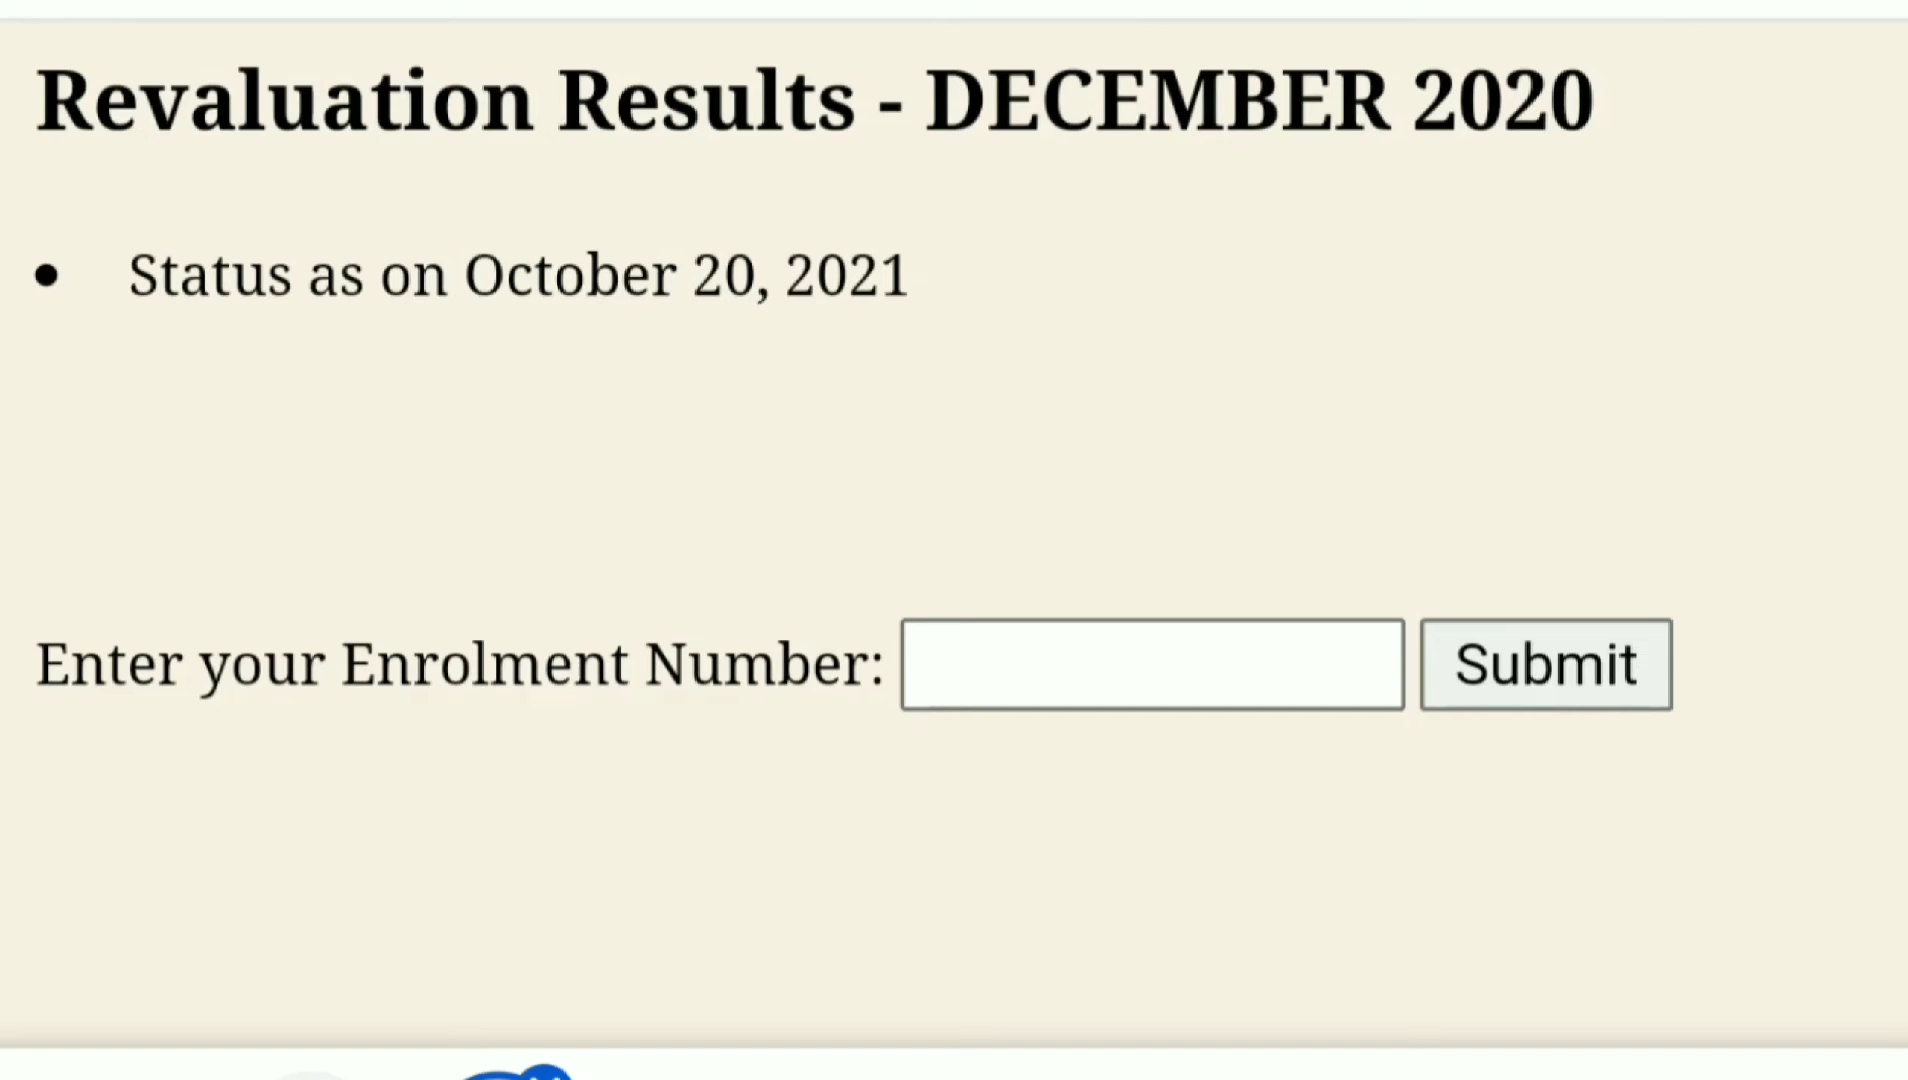 Revaluation Results - DECEMBER 2020
• Status as on October 20, 2021
Enter your Enrolment Number: Submit